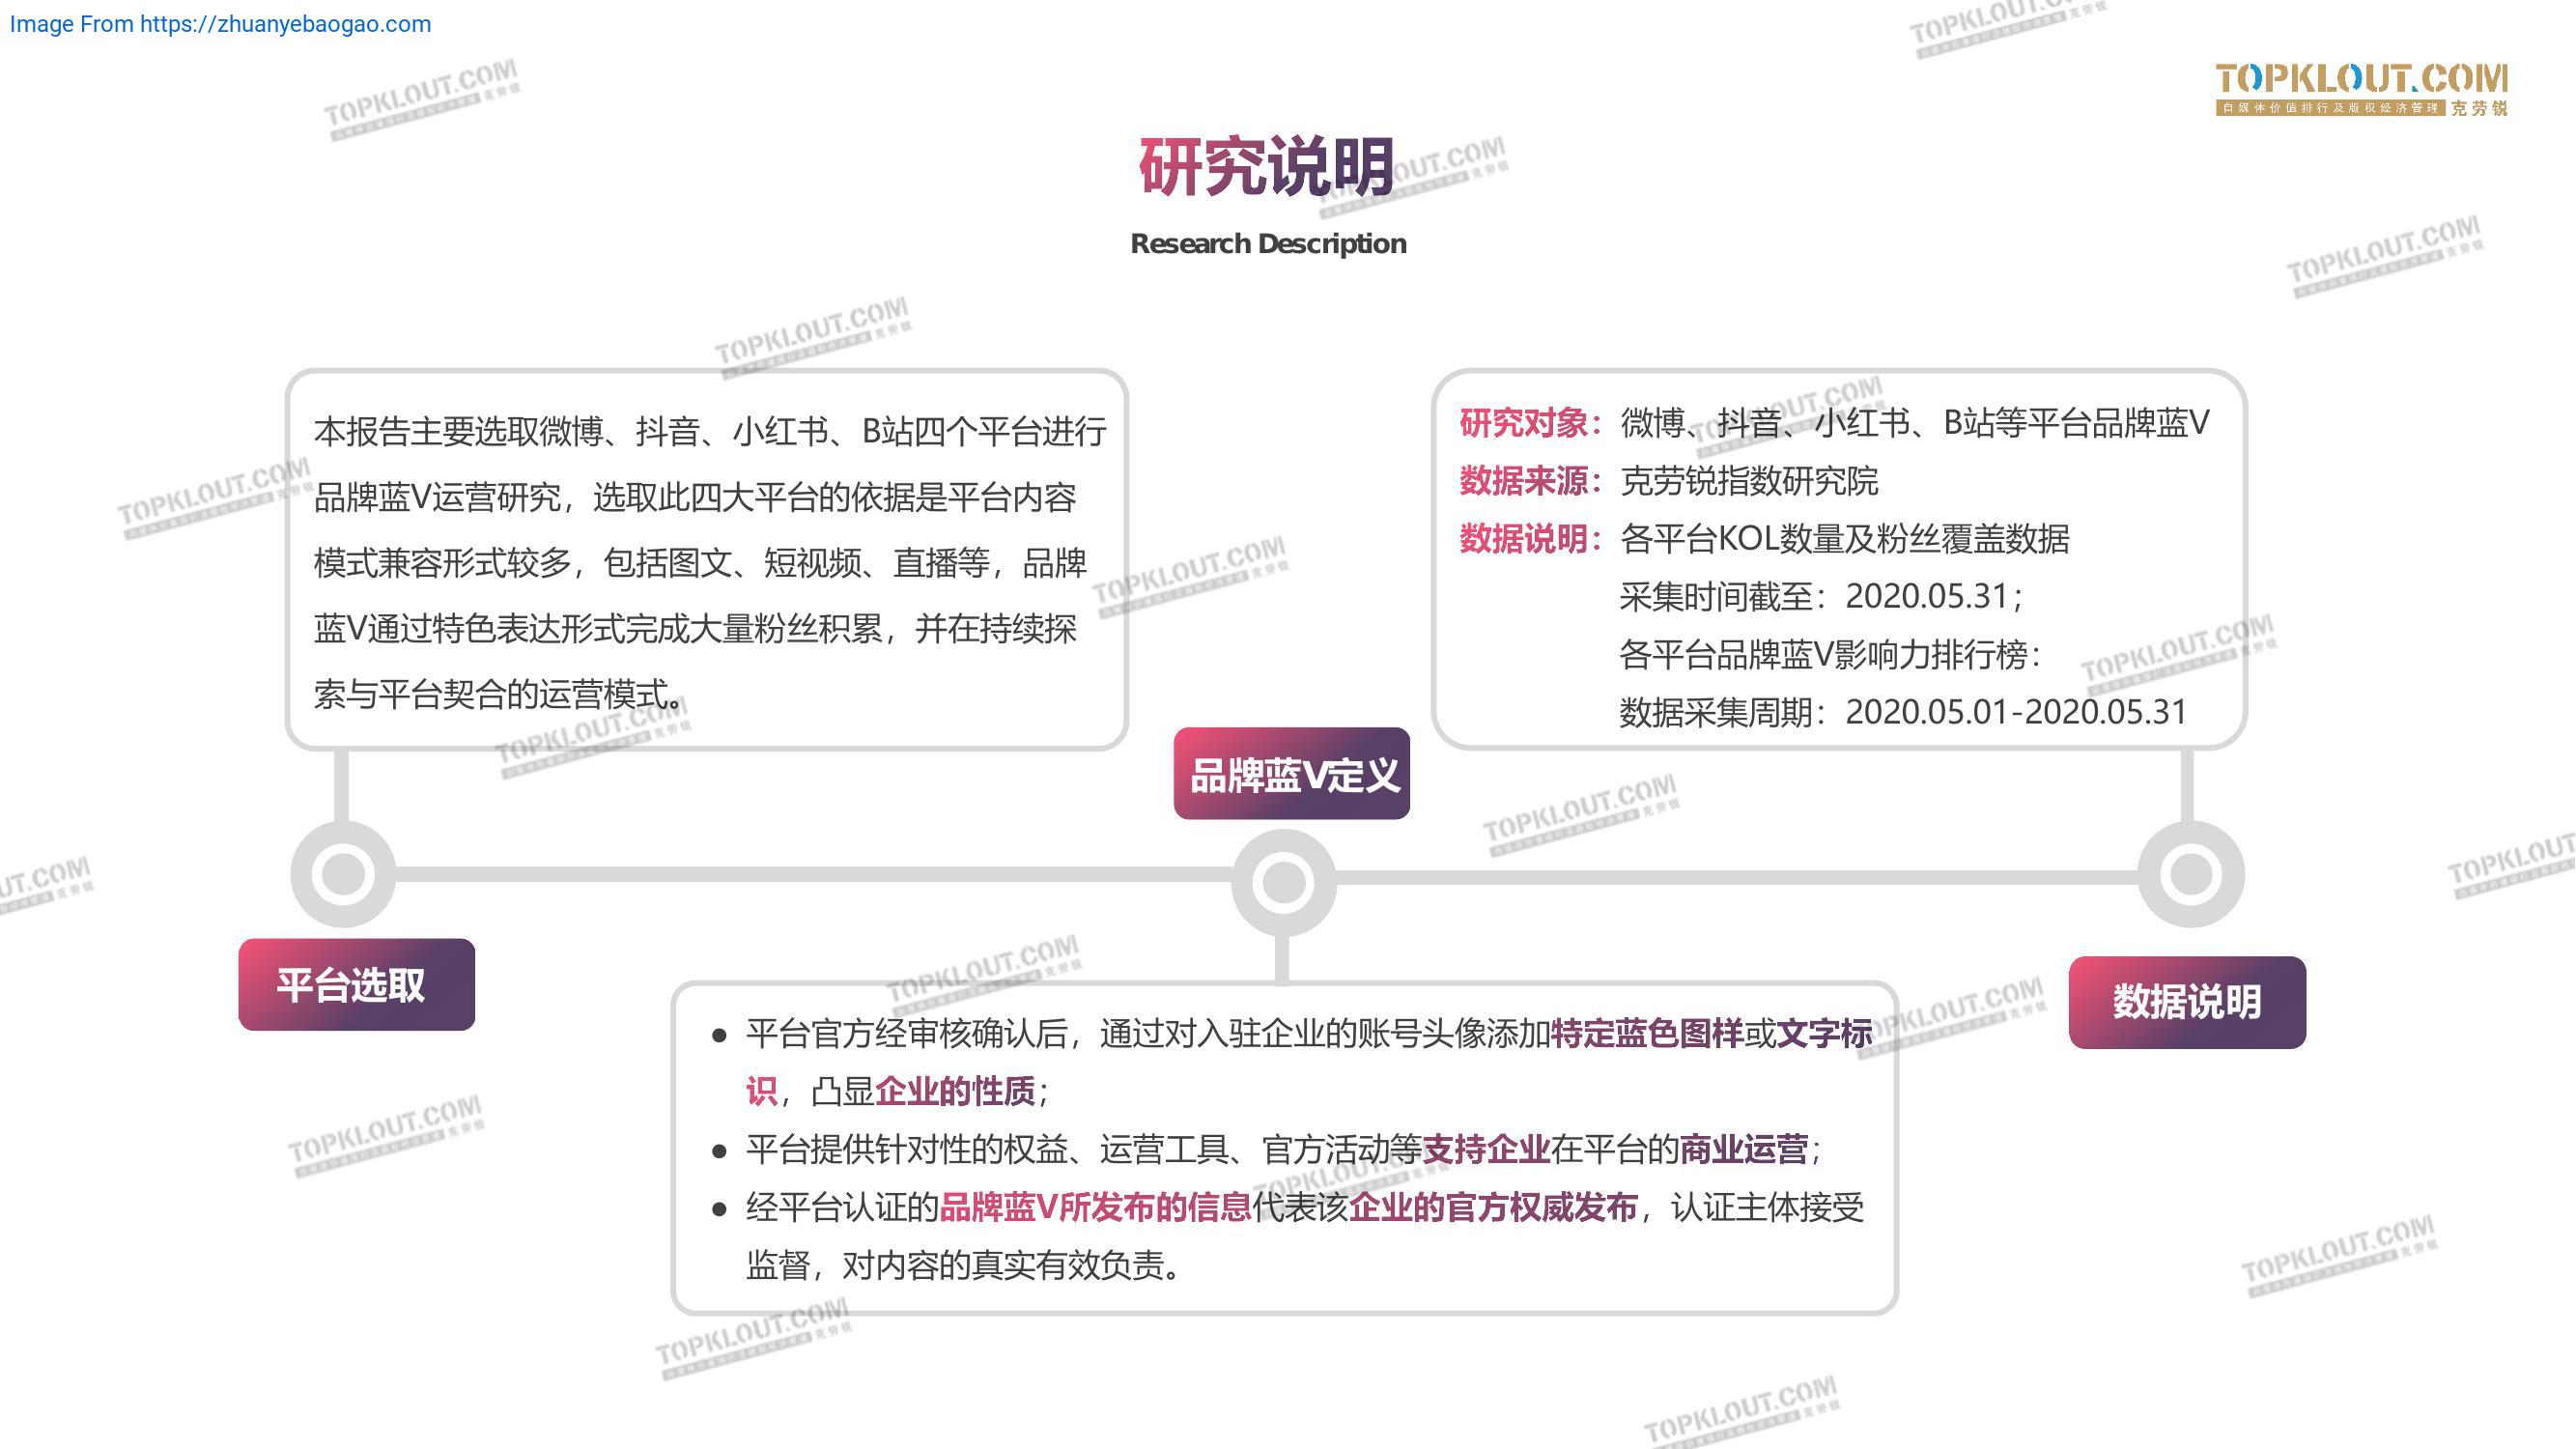 Image From https://zhuanyebaogao.com
TOPKLOUT.COM
自媒体价值排行及版权经济管理 克劳锐
研究说明
Research Description
本报告主要选取微博、抖音、小红书、B站四个平台进行
品牌蓝V运营研究，选取此四大平台的依据是平台内容
模式兼容形式较多，包括图文、短视频、直播等，品牌
蓝V通过特色表达形式完成大量粉丝积累，并在持续探
索与平台契合的运营模式。
平台选取
品牌蓝V定义
● 平台官方经审核确认后，通过对入驻企业的账号头像添加特定蓝色图样或文字标
识，凸显企业的性质；
● 平台提供针对性的权益、运营工具、官方活动等支持企业在平台的商业运营；
● 经平台认证的品牌蓝V所发布的信息代表该企业的官方权威发布，认证主体接受
监督，对内容的真实有效负责。
研究对象：微博、抖音、小红书、B站等平台品牌蓝V
数据来源：克劳锐指数研究院
数据说明：各平台KOL数量及粉丝覆盖数据
采集时间截至：2020.05.31；
各平台品牌蓝V影响力排行榜：
数据采集周期：2020.05.01-2020.05.31
数据说明